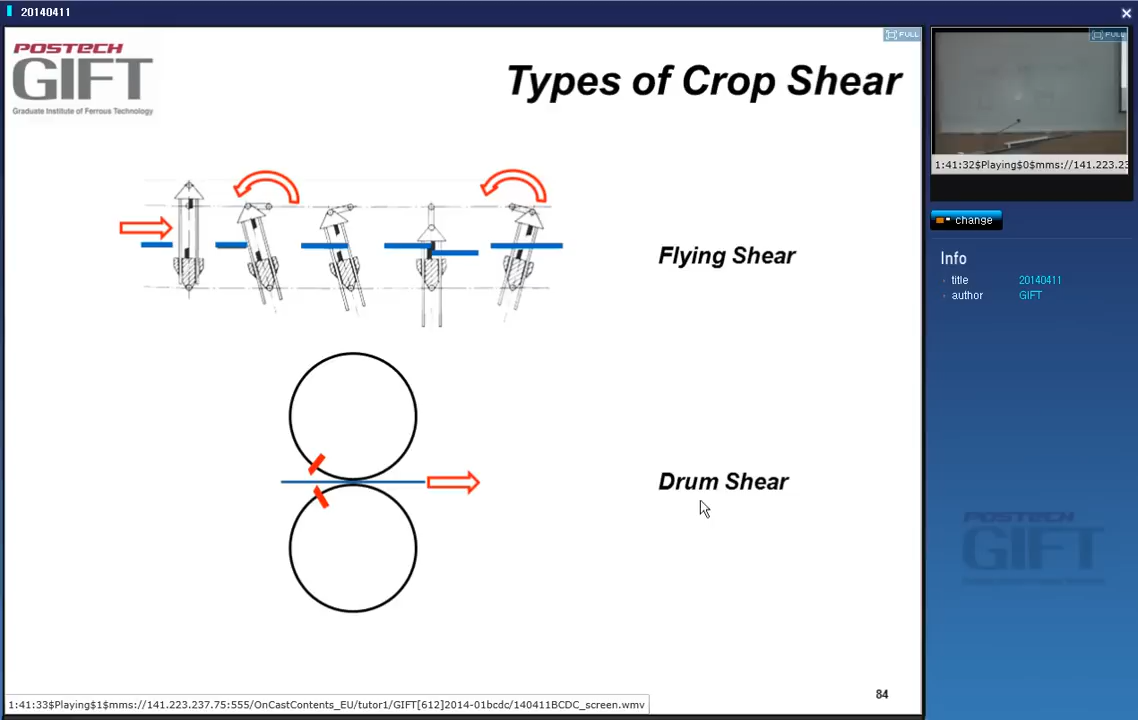 20140411
POSTECH
GIFT
Graduate Institute of Ferrous Technology
FULL
Types of Crop Shear
Flying Shear
Drum Shear
84
1:41:33$Playing$1$mms://141.223.237.75:555/OnCastContents_EU/tutor1/GIFT[612]2014-01bcdc/140411BCDC_screen.wmv
FULL
1:41:32$Playing$0$mms://141.223.23
change
Info
title 20140411
author GIFT
POSTECH
GIFT